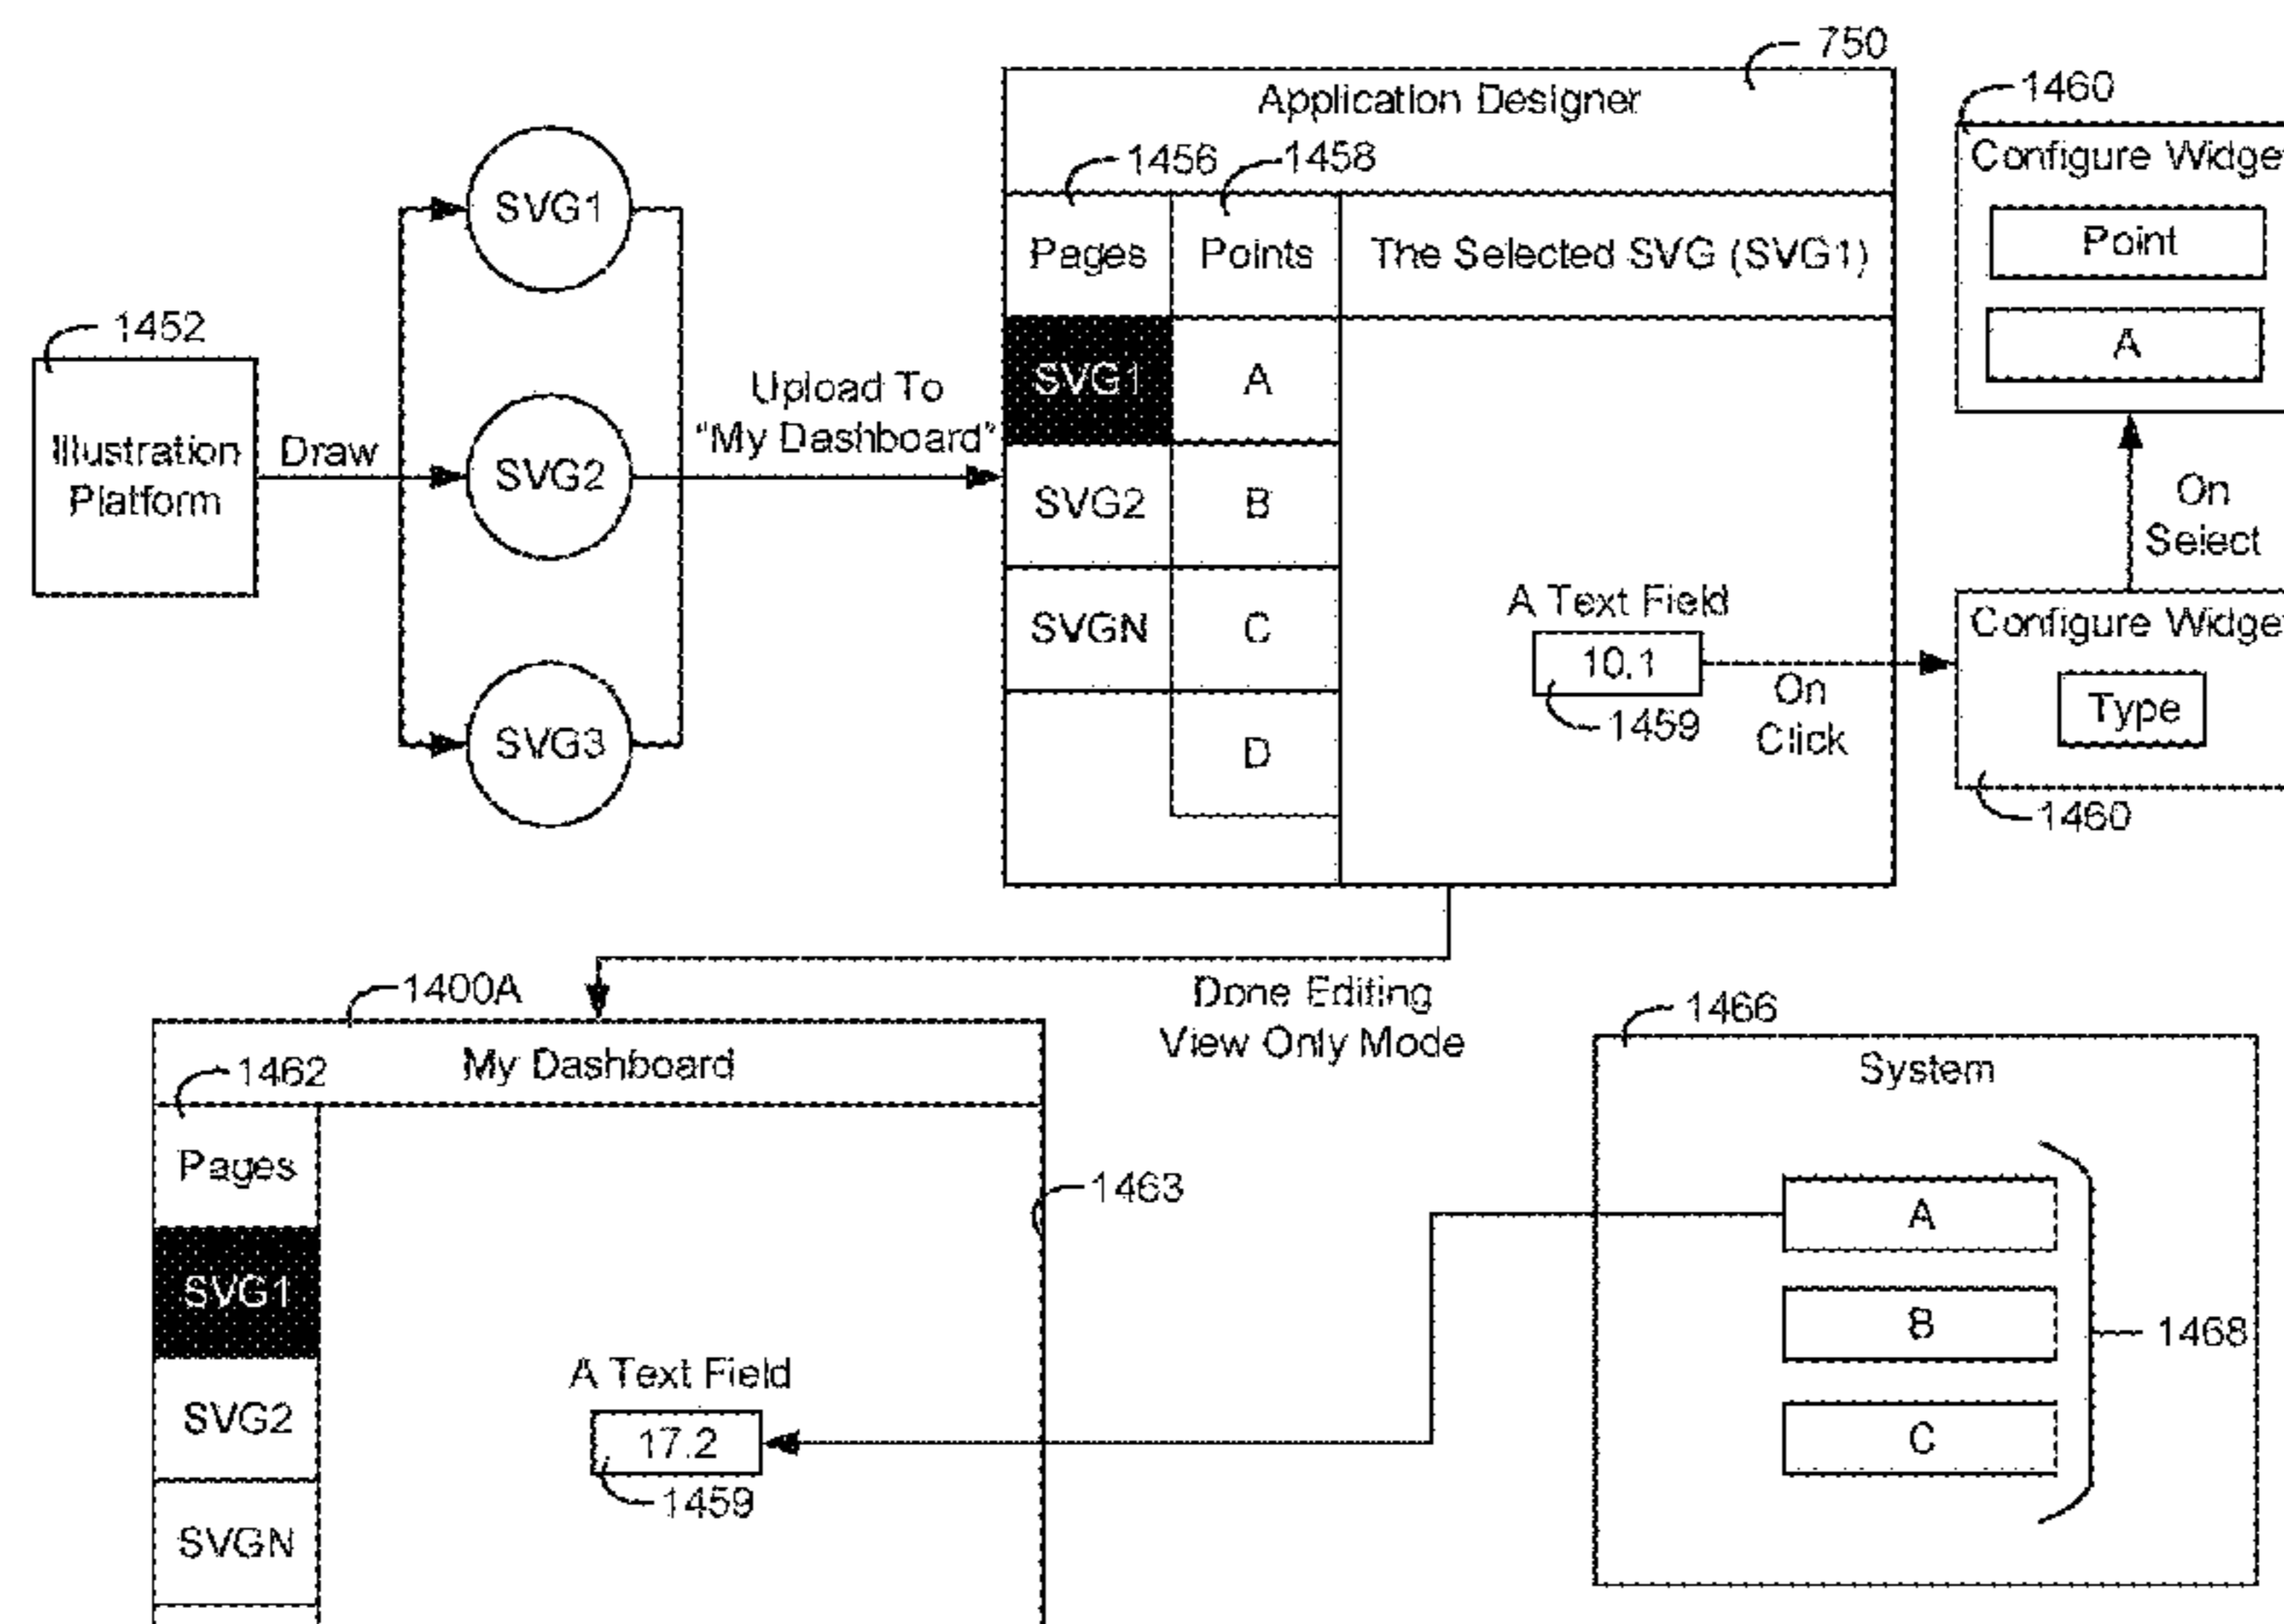 750
Application Designer
1460
Configure Widget
Point
A
1456
1458
Pages
Points
The Selected SVG (SVG1)
SVG1
A
SVG2
B
SVGN
C
D
A Text Field
10.1
1459
On
Click
On
Select
Configure Widget
Type
1460
1452
Illustration
Platform
Draw
SVG1
SVG2
SVG3
Upload To
"My Dashboard"
Done Editing
View Only Mode
1400A
My Dashboard
1462
Pages
SVG1
SVG2
SVGN
1463
A Text Field
17.2
1459
1466
System
A
B
C
1468